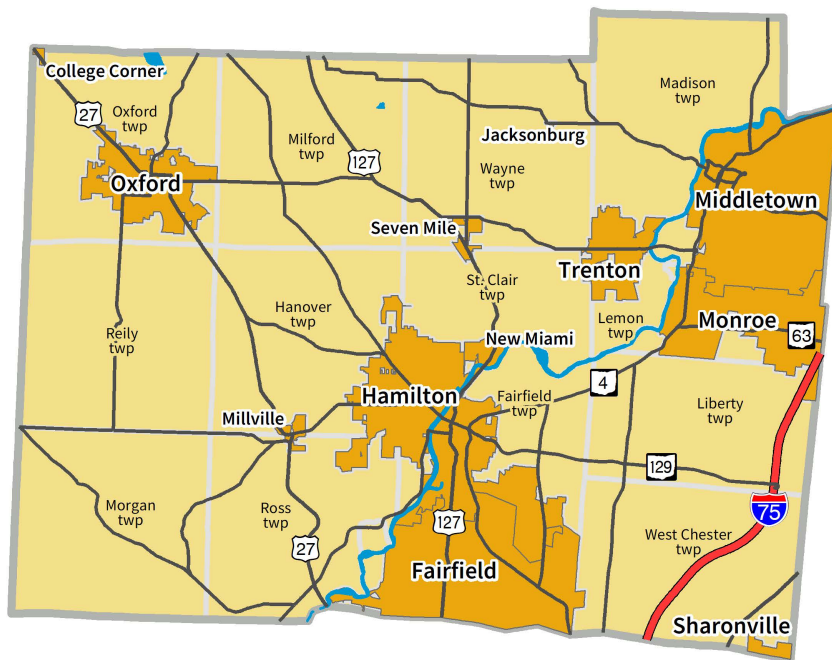 College Corner
27
Oxford
twp
Madison
twp
Jacksonburg
Milford
twp
127
Wayne
twp
Oxford
Middletown
Seven Mile
Trenton
St. Clair
twp
Hanover
twp
Lemon
twp
Monroe
63
Reily
twp
New Miami
4
Hamilton
Fairfield
twp
Liberty
twp
Millville
129
Morgan
twp
Ross
twp
127
75
27
West Chester
twp
Fairfield
Sharonville